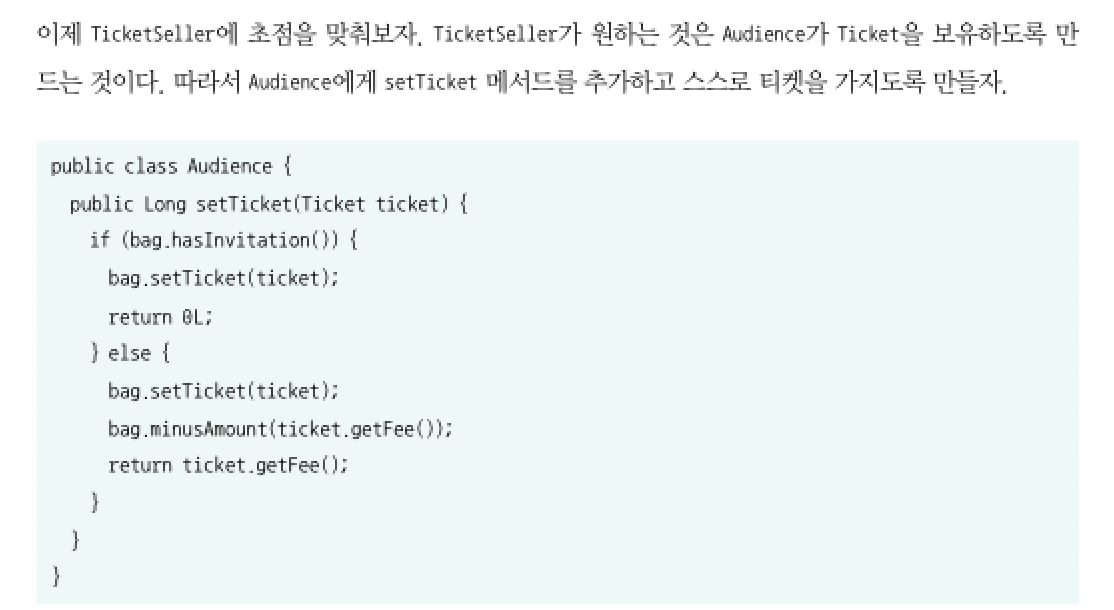 이제 TicketSeller에 초점을 맞춰보자. TicketSeller가 원하는 것은 Audience가 Ticket을 보유하도록 만
드는 것이다. 따라서 Audience에게 setTicket 메서드를 추가하고 스스로 티켓을 가지도록 만들자.
public class Audience {
  public Long setTicket(Ticket ticket) {
    if (bag.hasInvitation()) {
      bag.setTicket(ticket);
      return 0L;
    } else {
      bag.setTicket(ticket);
      bag.minusAmount(ticket.getFee());
      return ticket.getFee();
    }
  }
}